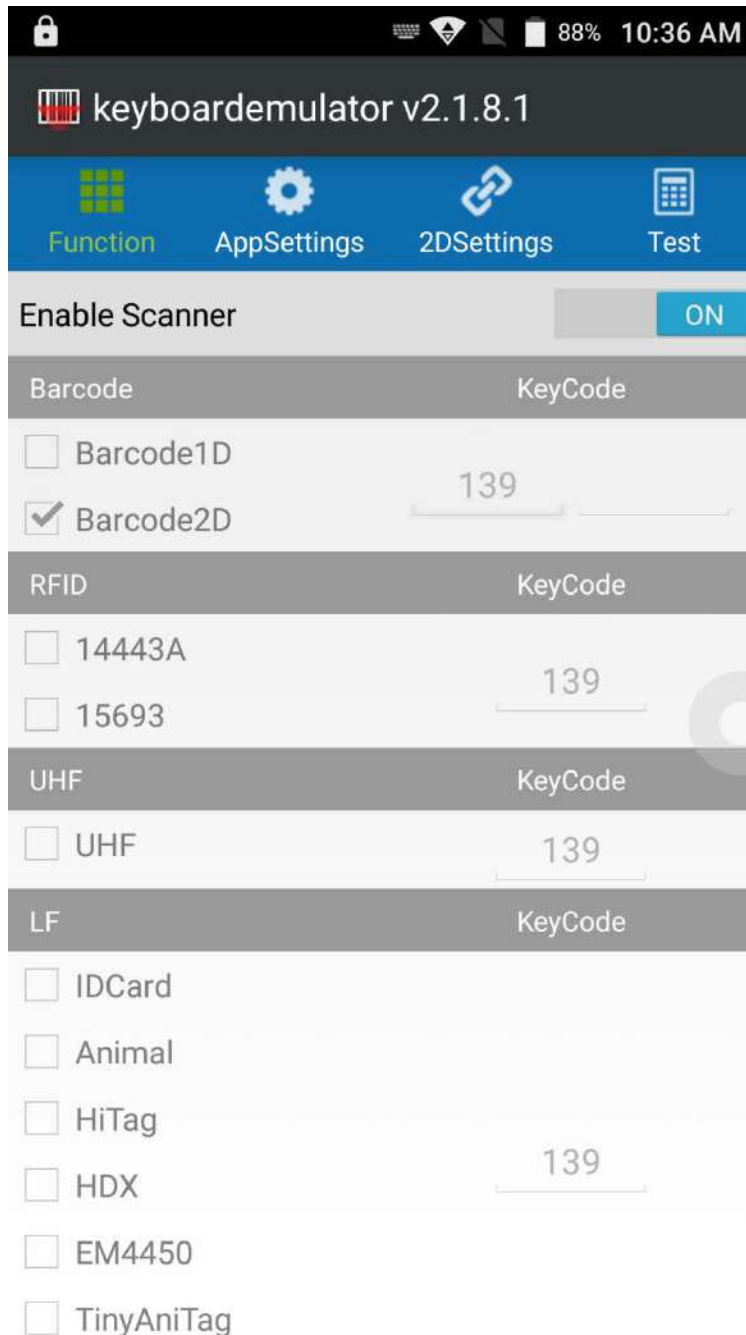 88% 10:36 AM
keyboardemulator v2.1.8.1
Function AppSettings 2DSettings Test
Enable Scanner ON
Barcode KeyCode
Barcode1D
139
Barcode2D
RFID KeyCode
14443A
139
15693
UHF KeyCode
UHF 139
LF KeyCode
IDCard
Animal
HiTag
139
HDX
EM4450
TinyAniTag